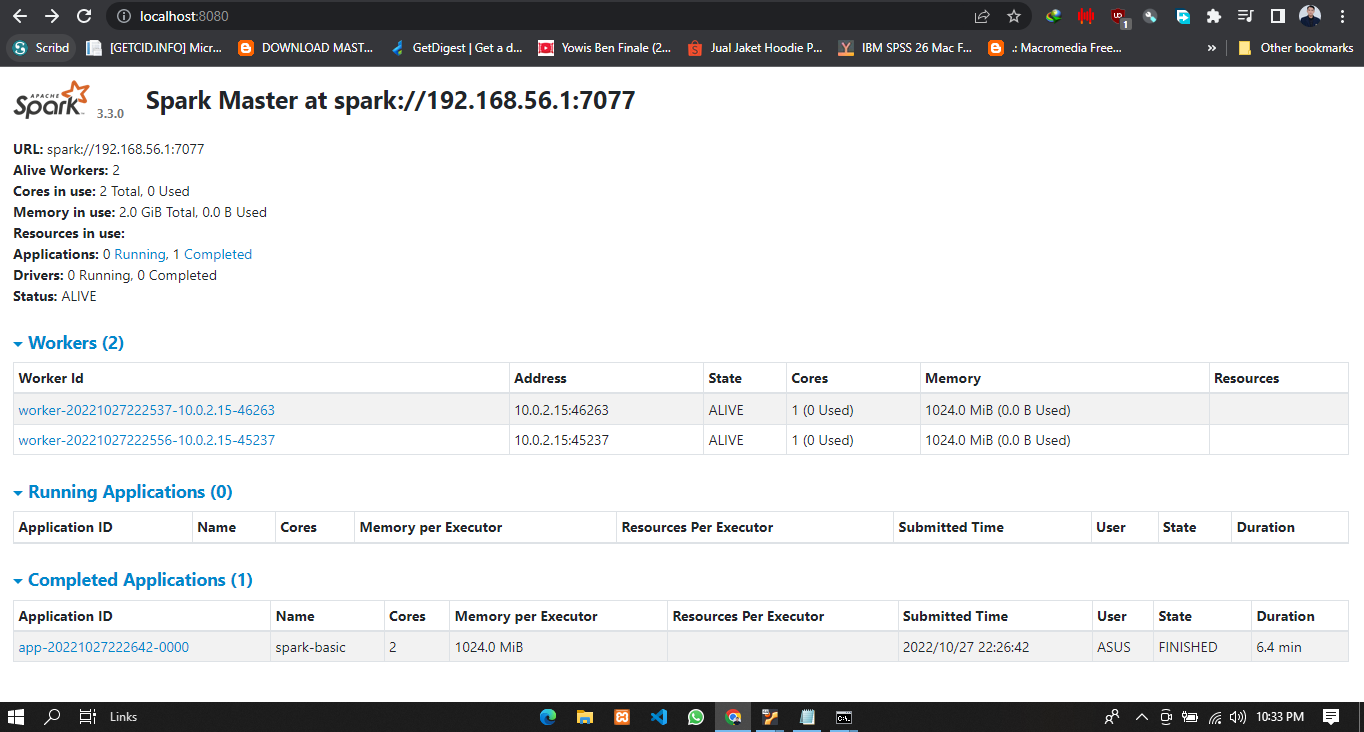 localhost:8080
Scribd [GETCID.INFO] Micr... DOWNLOAD MAST... GetDigest | Get a d... Yowis Ben Finale (2... Jual Jaket Hoodie P... IBM SPSS 26 Mac F... .: Macromedia Free... » Other bookmarks
APACHE Spark 3.3.0 Spark Master at spark://192.168.56.1:7077
URL: spark://192.168.56.1:7077
Alive Workers: 2
Cores in use: 2 Total, 0 Used
Memory in use: 2.0 GiB Total, 0.0 B Used
Resources in use:
Applications: 0 Running, 1 Completed
Drivers: 0 Running, 0 Completed
Status: ALIVE
Workers (2)
Worker Id Address State Cores Memory Resources
worker-20221027222537-10.0.2.15-46263 10.0.2.15:46263 ALIVE 1 (0 Used) 1024.0 MiB (0.0 B Used)
worker-20221027222556-10.0.2.15-45237 10.0.2.15:45237 ALIVE 1 (0 Used) 1024.0 MiB (0.0 B Used)
Running Applications (0)
Application ID Name Cores Memory per Executor Resources Per Executor Submitted Time User State Duration
Completed Applications (1)
Application ID Name Cores Memory per Executor Resources Per Executor Submitted Time User State Duration
app-20221027222642-0000 spark-basic 2 1024.0 MiB 2022/10/27 22:26:42 ASUS FINISHED 6.4 min
Links 10:33 PM